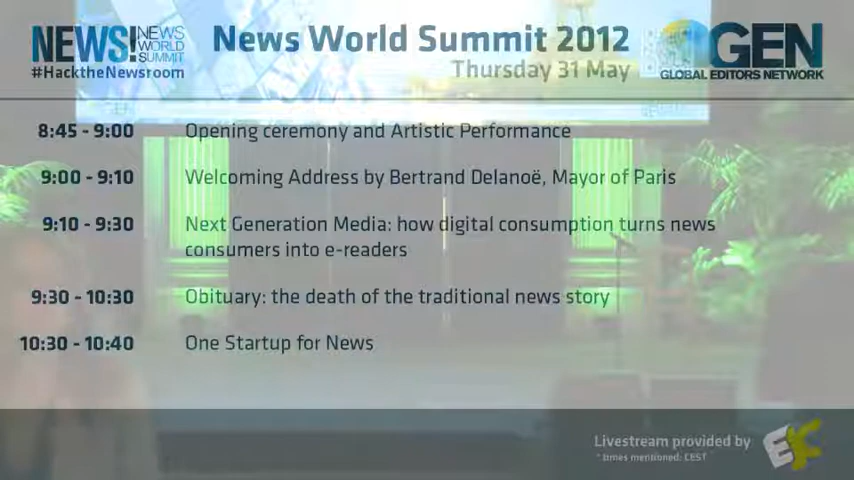 NEWS! NEWS WORLD SUMMIT
#HacktheNewsroom
News World Summit 2012
Thursday 31 May
GEN
GLOBAL EDITORS NETWORK
8:45 - 9:00 Opening ceremony and Artistic Performance
9:00 - 9:10 Welcoming Address by Bertrand Delanoë, Mayor of Paris
9:10 - 9:30 Next Generation Media: how digital consumption turns news
consumers into e-readers
9:30 - 10:30 Obituary: the death of the traditional news story
10:30 - 10:40 One Startup for News
Livestream provided by
* times mentioned: CEST